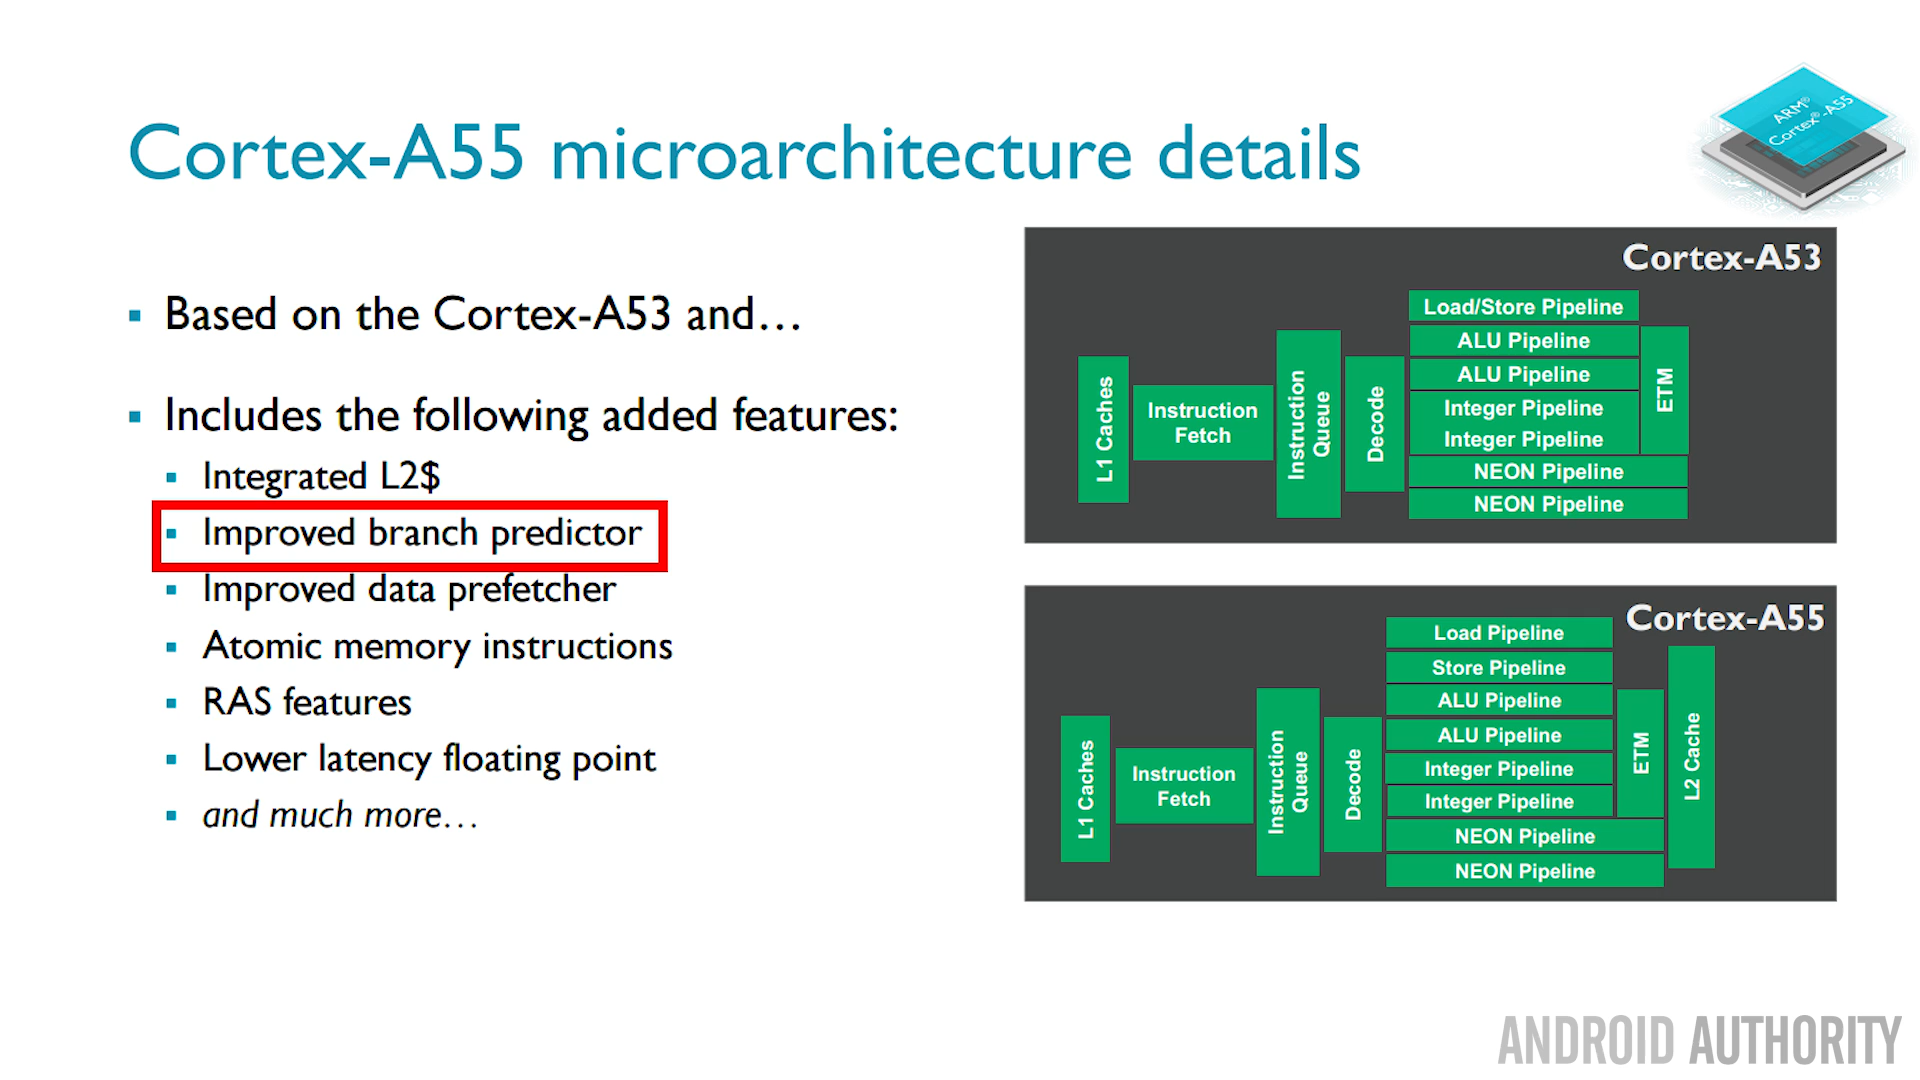 Cortex-A55 microarchitecture details
ARM®
Cortex®-A55
Based on the Cortex-A53 and…
Includes the following added features:
Integrated L2$
Improved branch predictor
Improved data prefetcher
Atomic memory instructions
RAS features
Lower latency floating point
and much more…
Cortex-A53
L1 Caches
Instruction
Fetch
Instruction
Queue
Decode
Load/Store Pipeline
ALU Pipeline
ALU Pipeline
Integer Pipeline
Integer Pipeline
NEON Pipeline
NEON Pipeline
ETM
Cortex-A55
L1 Caches
Instruction
Fetch
Instruction
Queue
Decode
Load Pipeline
Store Pipeline
ALU Pipeline
ALU Pipeline
Integer Pipeline
Integer Pipeline
NEON Pipeline
NEON Pipeline
ETM
L2 Cache
ANDROID AUTHORITY